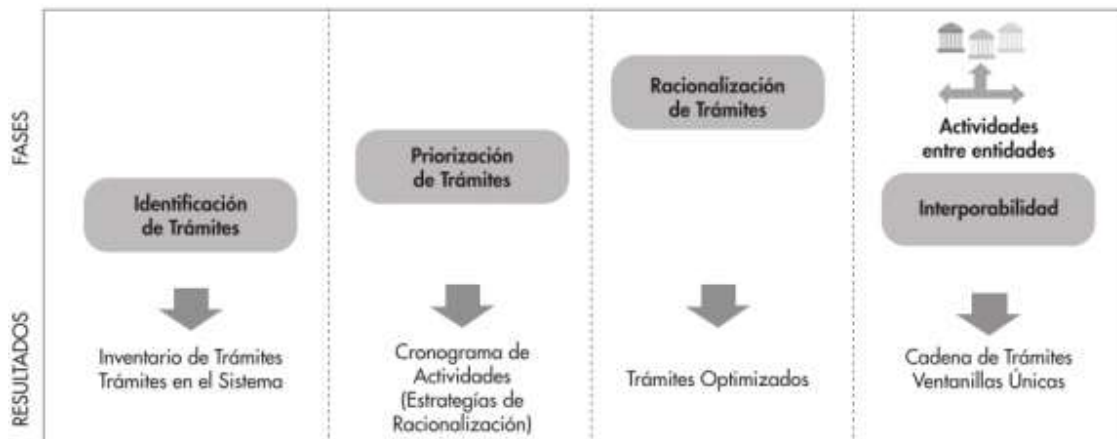 FASES
Identificación
de Trámites
Priorización
de Trámites
Racionalización
de Trámites
Actividades
entre entidades
Interporabilidad
RESULTADOS
Inventario de Trámites
Trámites en el Sistema
Cronograma de
Actividades
(Estrategías de
Racionalización)
Trámites Optimizados
Cadena de Trámites
Ventanillas Únicas